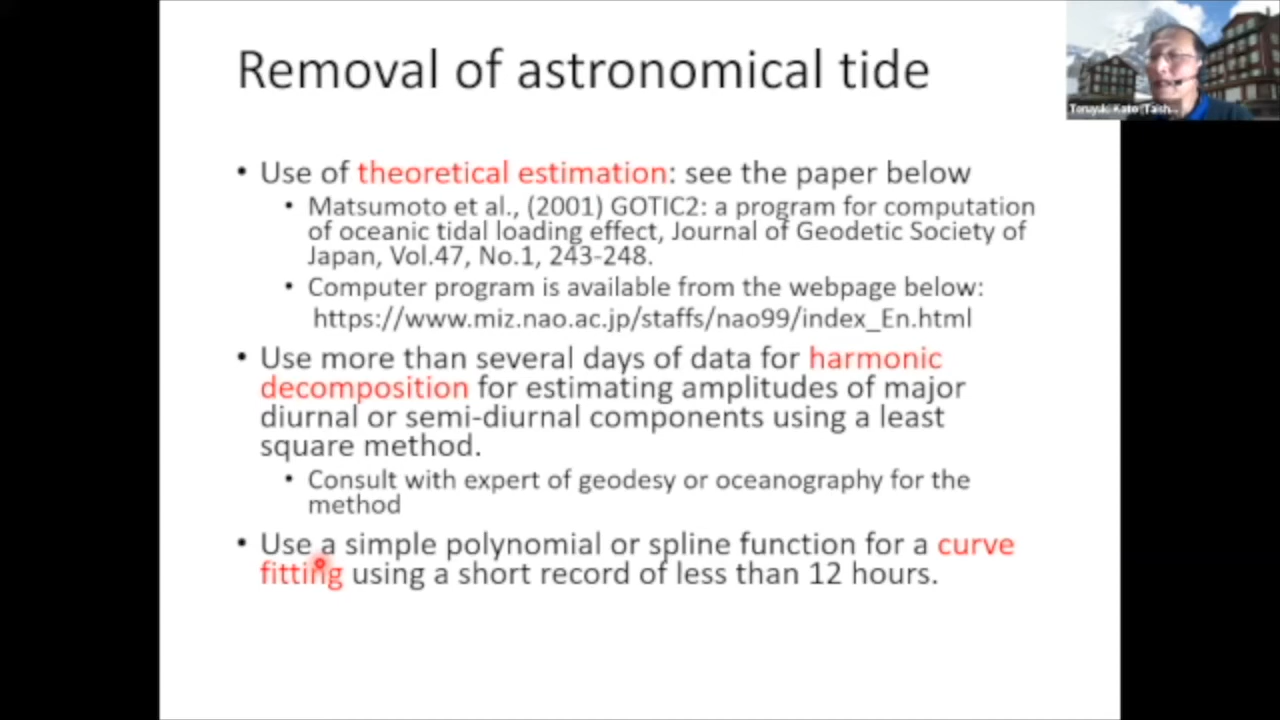 Removal of astronomical tide
• Use of theoretical estimation: see the paper below
• Matsumoto et al., (2001) GOTIC2: a program for computation
of oceanic tidal loading effect, Journal of Geodetic Society of
Japan, Vol.47, No.1, 243-248.
• Computer program is available from the webpage below:
https://www.miz.nao.ac.jp/staffs/nao99/index_En.html
• Use more than several days of data for harmonic
decomposition for estimating amplitudes of major
diurnal or semi-diurnal components using a least
square method.
• Consult with expert of geodesy or oceanography for the
method
• Use a simple polynomial or spline function for a curve
fitting using a short record of less than 12 hours.
Kato